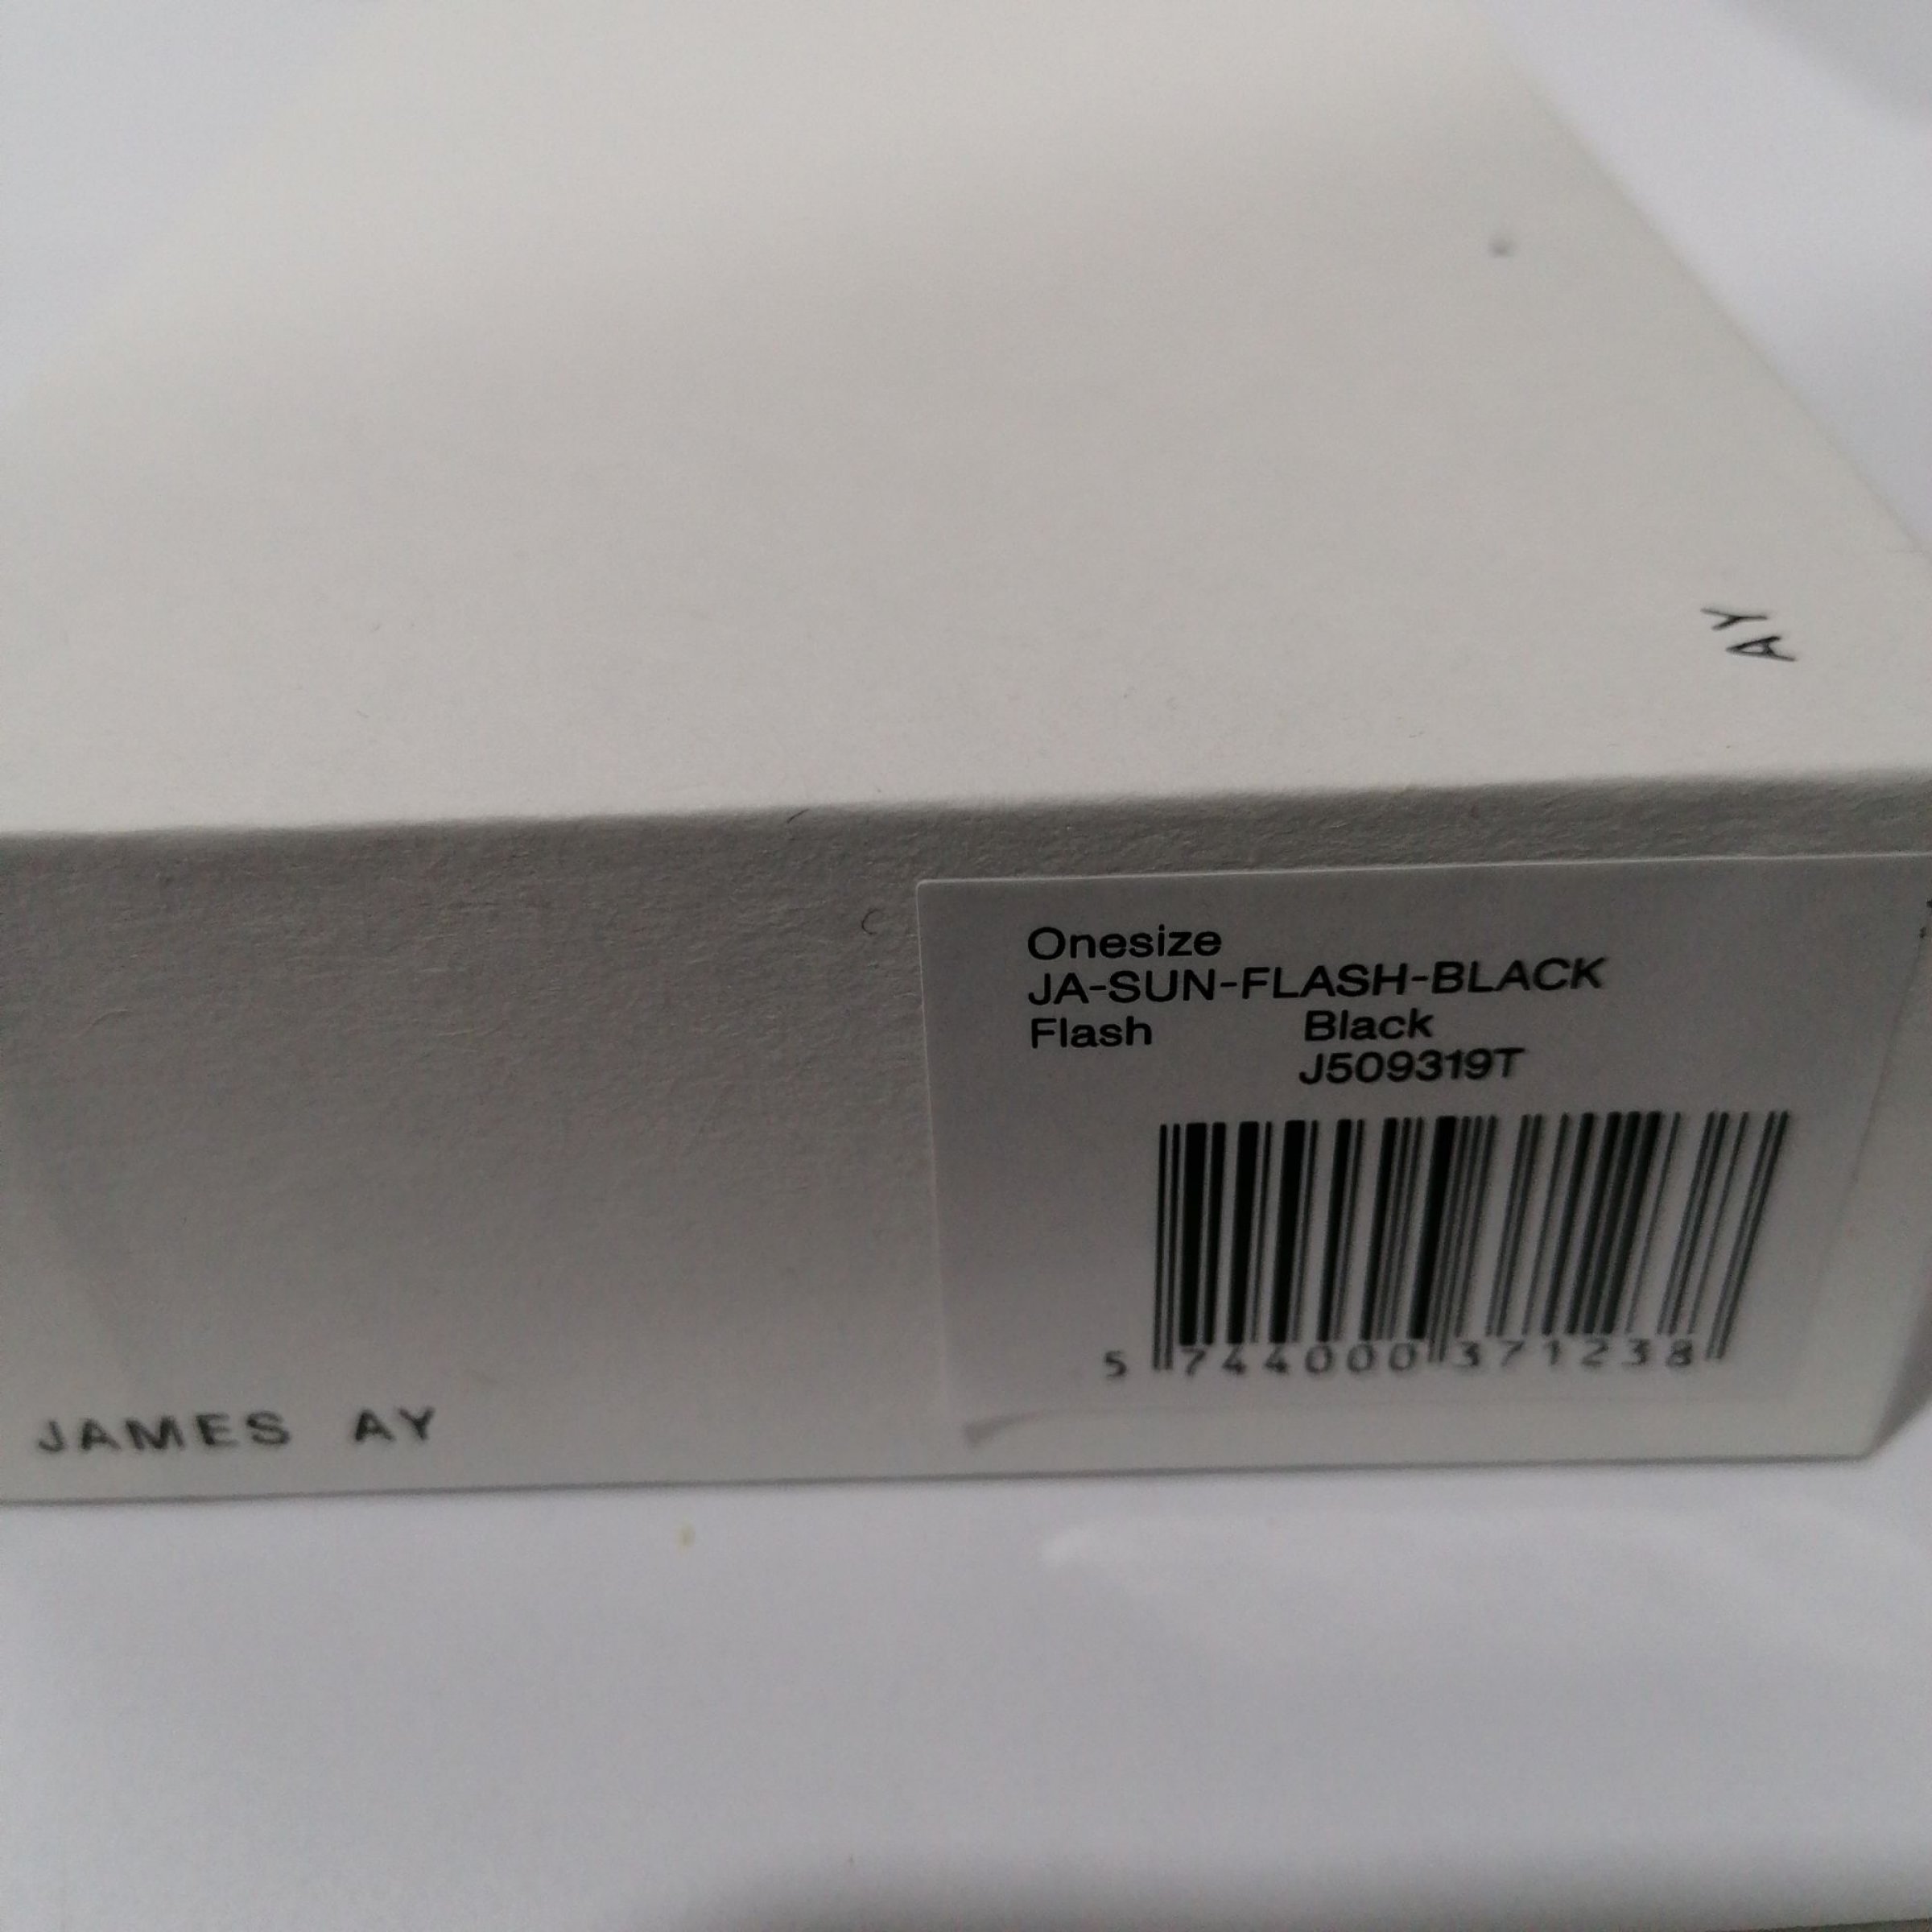 AY
Onesize
JA-SUN-FLASH-BLACK
Flash Black
J509319T
5 744000 371238
JAMES AY